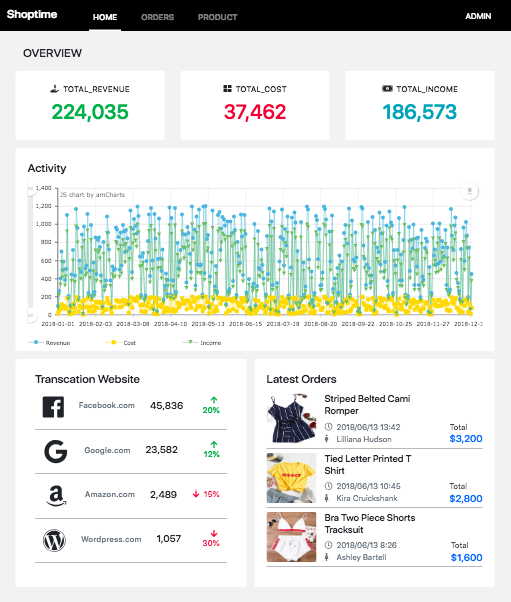 Shoptime
HOME ORDERS PRODUCT ADMIN
OVERVIEW
TOTAL_REVENUE
224,035
TOTAL_COST
37,462
TOTAL_INCOME
186,573
Activity
JS chart by amCharts
1,400
1,200
1,000
800
600
400
200
0
2018-01-01 2018-02-03 2018-03-08 2018-04-10 2018-05-13 2018-06-15 2018-07-18 2018-08-20 2018-09-22 2018-10-25 2018-11-27 2018-12-3
Revenue Cost Income
Transcation Website
Facebook.com 45,836 20%
Google.com 23,582 12%
Amazon.com 2,489 15%
Wordpress.com 1,057 30%
Latest Orders
Striped Belted Cami
Romper
2018/06/13 13:42 Total
Lilliana Hudson $3,200
Tied Letter Printed T
Shirt
2018/06/13 10:45 Total
Kira Cruickshank $2,800
Bra Two Piece Shorts
Tracksuit
2018/06/13 8:26 Total
Ashley Bartell $1,600